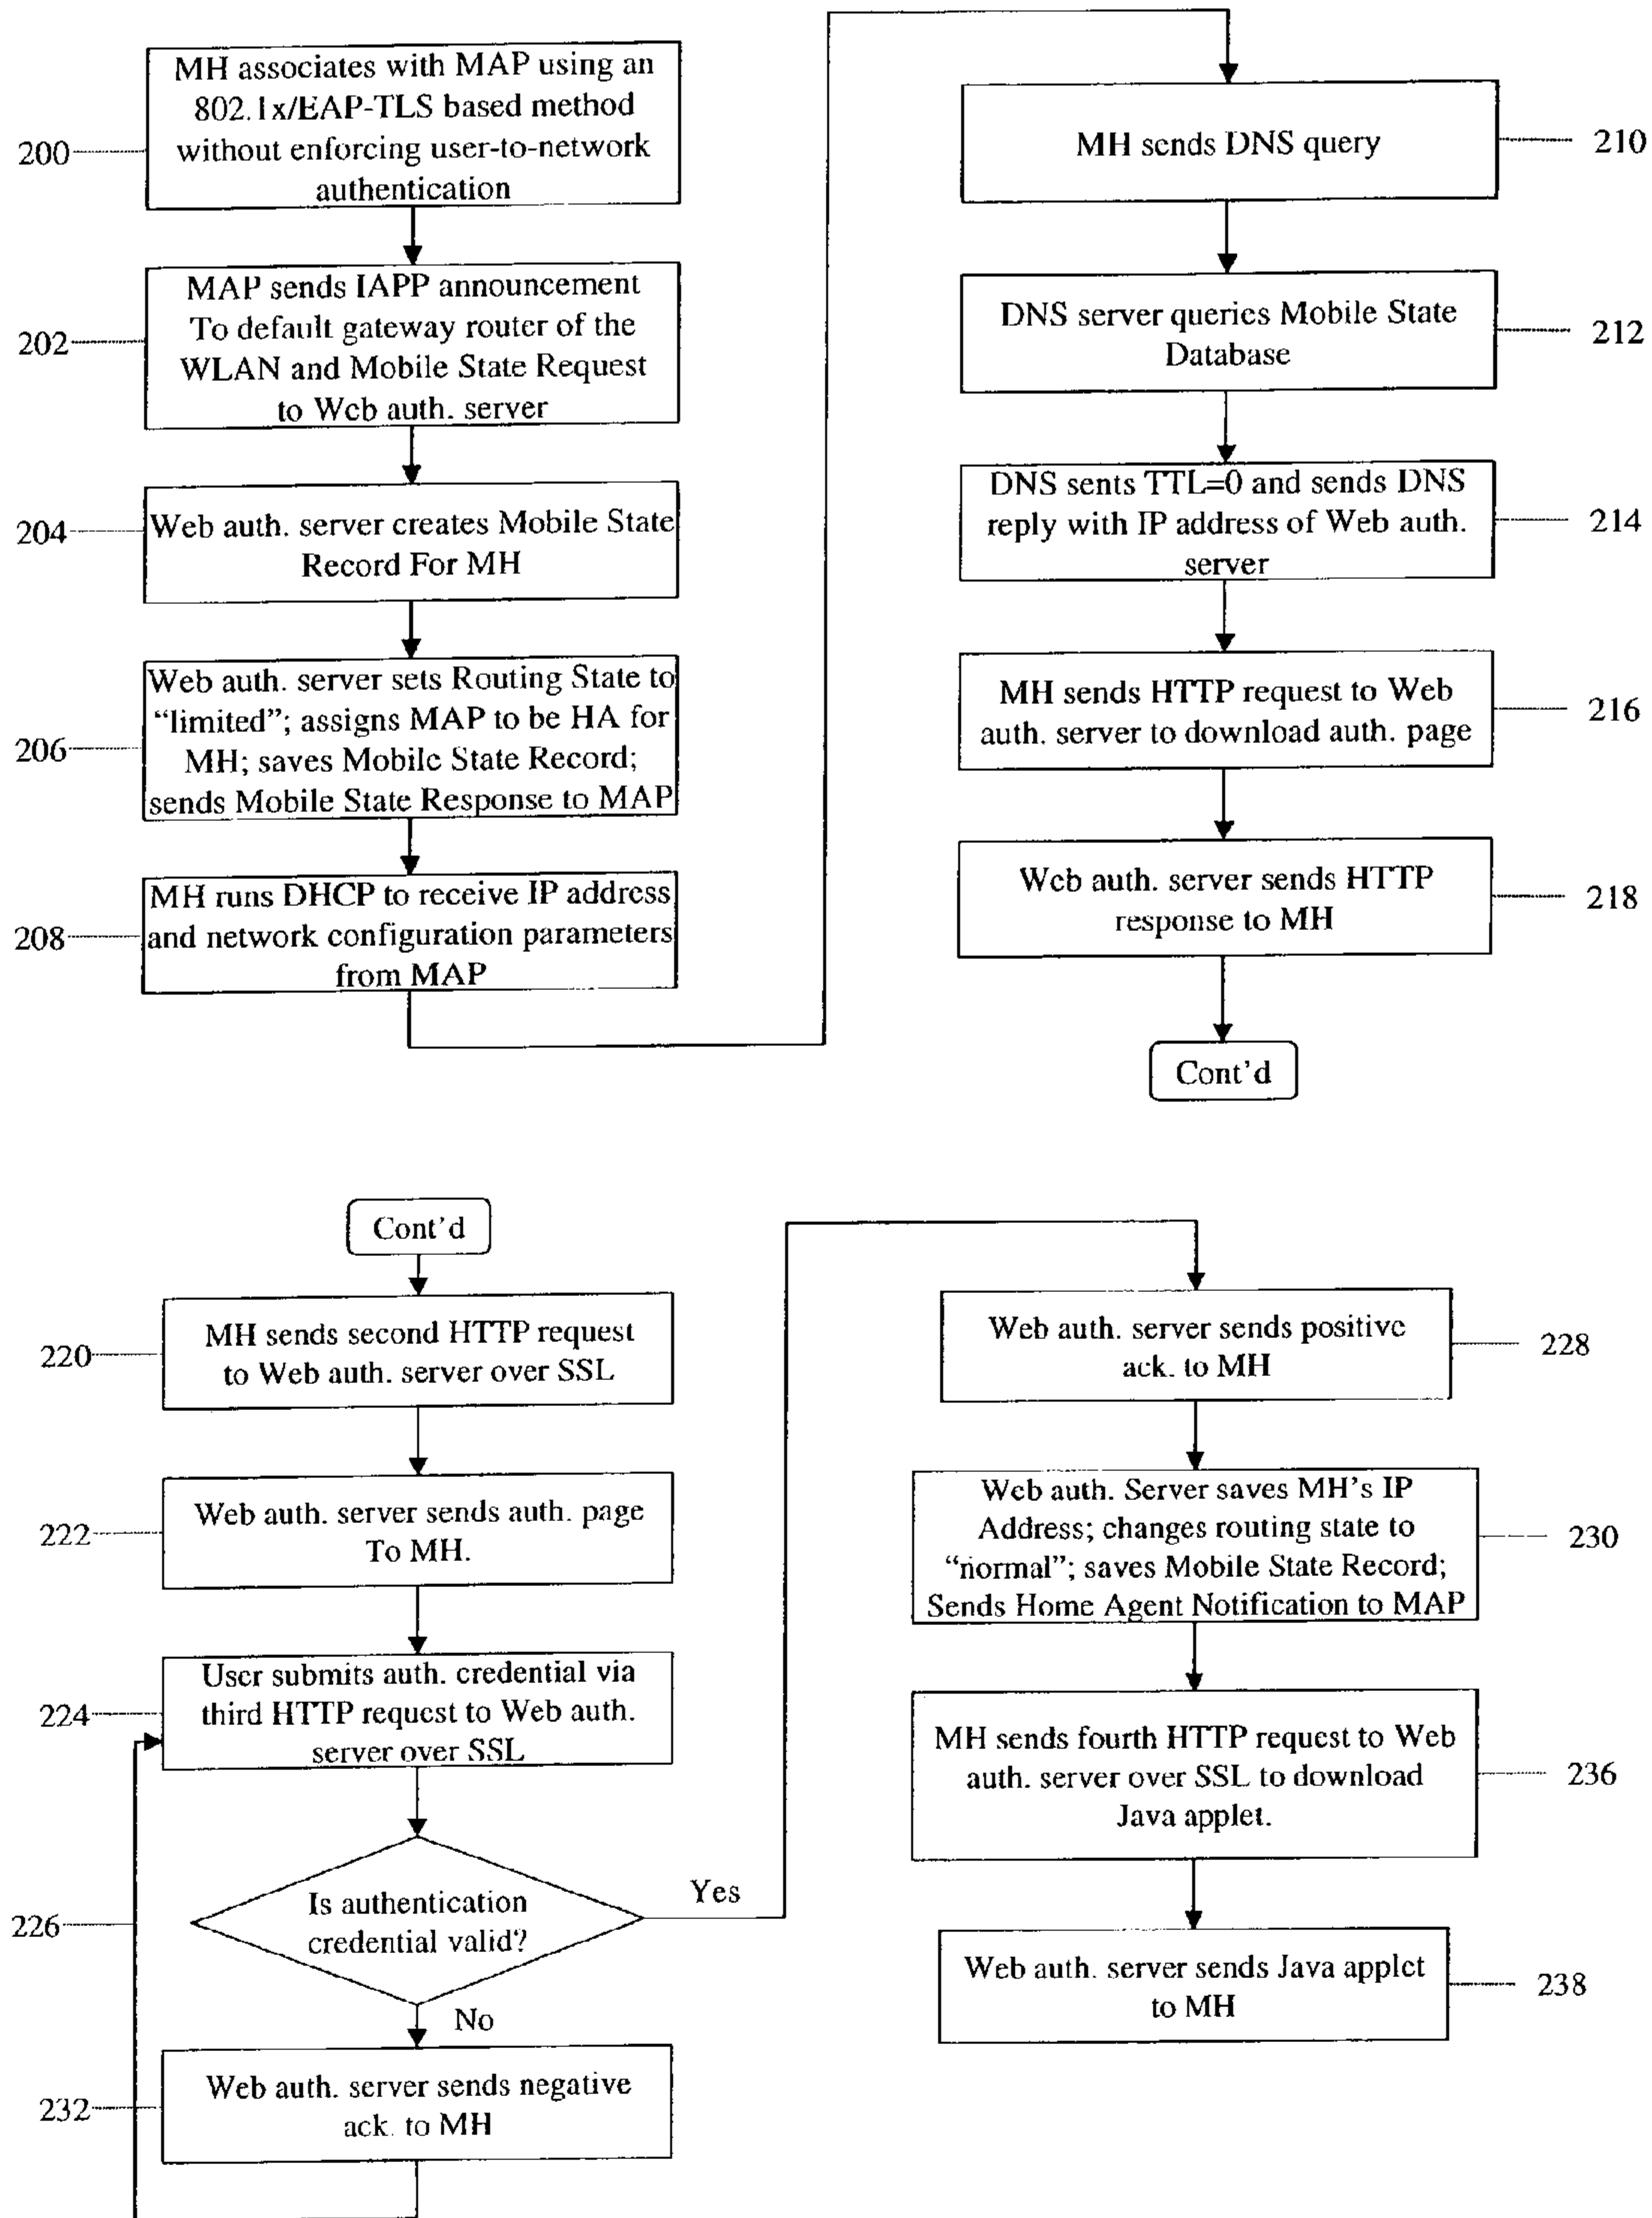 MH associates with MAP using an
802.1x/EAP-TLS based method
without enforcing user-to-network
authentication
200
MAP sends IAPP announcement
To default gateway router of the
WLAN and Mobile State Request
to Web auth. server
202
Web auth. server creates Mobile State
Record For MH
204
Web auth. server sets Routing State to
“limited”; assigns MAP to be HA for
MH; saves Mobile State Record;
sends Mobile State Response to MAP
206
MH runs DHCP to receive IP address
and network configuration parameters
from MAP
208
MH sends DNS query
210
DNS server queries Mobile State
Database
212
DNS sents TTL=0 and sends DNS
reply with IP address of Web auth.
server
214
MH sends HTTP request to Web
auth. server to download auth. page
216
Web auth. server sends HTTP
response to MH
218
Cont’d
Cont’d
MH sends second HTTP request
to Web auth. server over SSL
220
Web auth. server sends auth. page
To MH.
222
User submits auth. credential via
third HTTP request to Web auth.
server over SSL
224
Is authentication
credential valid?
226
Yes
No
Web auth. server sends negative
ack. to MH
232
Web auth. server sends positive
ack. to MH
228
Web auth. Server saves MH’s IP
Address; changes routing state to
“normal”; saves Mobile State Record;
Sends Home Agent Notification to MAP
230
MH sends fourth HTTP request to Web
auth. server over SSL to download
Java applet.
236
Web auth. server sends Java applet
to MH
238